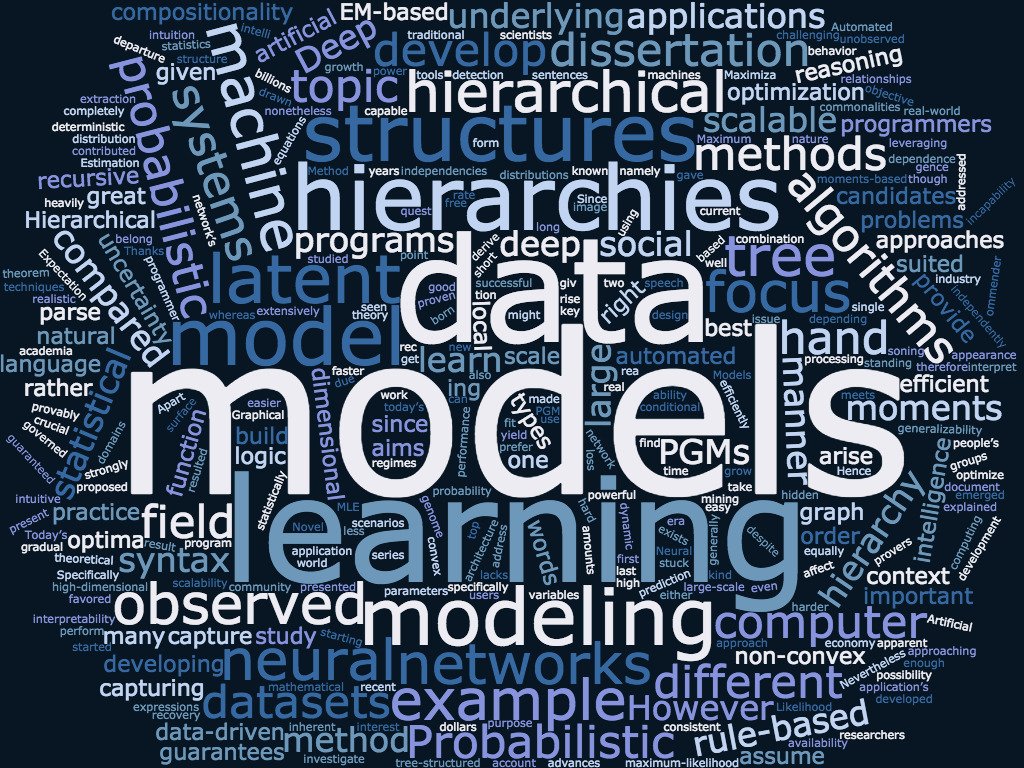 compositionality
EM-based
underlying
applications
Automated
unobserved
intuition
statistics
structure
departure
intelli
artificial
Deep
traditional
scientists
develop
dissertation
challenging
behavior
reasoning
growth
power
billions
drawn
nonetheless
tools
detection
sentences
machines
Maximiza
relationships
objective
given
topic
hierarchical
optimization
machine
probabilistic
systems
extraction
completely
deterministic
distribution
contributed
Estimation
capable
structures
form
scalable
commonalities
real-world
programmers
equations
Maximum
nature
leveraging
methods
dependence
gence
though
addressed
incapability
recursive
Method
years
independencies
distributions
known
namely
gave
moments-based
algorithms
candidates
heavily
great
network's
hierarchies
rate
free
quest
Since
image
long
using
current
problems
Hierarchical
belong
Thanks
programs
deep
social
based
combination
approaches
compared
uncertainty
Expectation
programmer
studied
point
derive
short
well
tree
suited
industry
theorem
techniques
realistic
latent
data
good
proven
born
successful
tion
giv
rise
key
two
might
speech
right
design
focus
single
provide
independently
ommender
parse
whereas
extensively
seen
theory
local
best
issue
depending
natural
academia
language
model
rec
get
learn
new
also
scale
rea
real
automated
hand
processing
soning
standing
appearance
therefore
interpret
rather
provably
crucial
governed
guaranteed
statistical
domains
Apart,
surface
dimensional
faster
due
ing
can
large
Models
ability
conditional
efficiently
manner
efficient
meets
moments
generalizability
models
function
resulted
easier
Graphical
build
logic
work
today's
since
aims
regimes
performance
types
fit
yield
prefer
one
made
PGM
use
network
loss
find
PGMs
time
grow
arise
Hence
people's
groups
optimize
strongly
proposed
intuitive
present
Today's
gradual
practice
statistically
learning
probability
MLE
less
Novel
scenarios
genome
convex
top
architecture
address
words
hard
powerful
amounts
dynamic
era
exists
first
last
high
Neural
stuck
take
mining
easy
generally
despite
hidden
graph
order
equally
affect
provers
hierarchy
intelligence
document
emerged
explained
computing
development
optima
field
result
program
theoretical
Specifically
high-dimensional
favored
syntax
application
world
series
lacks
users
prediction
either
kind
large-scale
even
harder
context
important
scalability
community
presented
parameters
specifically
variables
interpretability
perform
started
observed
modeling
computer
Artificial
many
capture
study
starting
approach
economy
apparent
non-convex
Nevertheless
approaching
enough
developing
neural
networks
different
possibility
application's
developed
capturing
mathematical
recent
expressions
recovery
datasets
example
However
Likelihood
rule-based
data-driven
inherent
interest
dollars
purpose
consistent
availability
researchers
guarantees
investigate
method
Probabilistic
tree-structured
account
advances
maximum-likelihood
assume